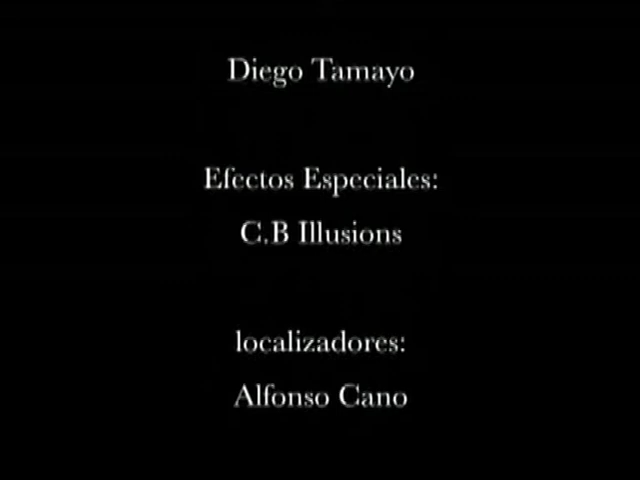 Diego Tamayo
Efectos Especiales:
C.B Illusions
localizadores:
Alfonso Cano